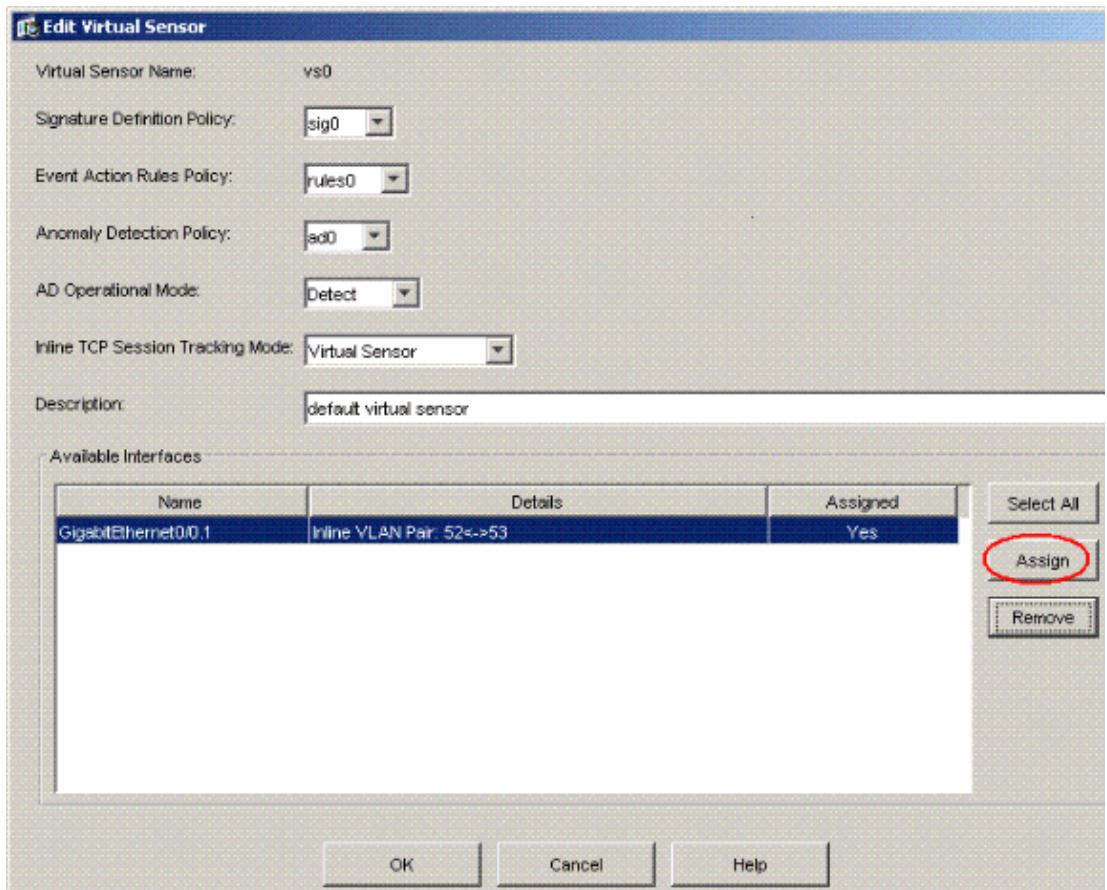 Edit Virtual Sensor
Virtual Sensor Name: vs0
Signature Definition Policy: sig0
Event Action Rules Policy: rules0
Anomaly Detection Policy: ad0
AD Operational Mode: Detect
Inline TCP Session Tracking Mode: Virtual Sensor
Description: default virtual sensor
Available Interfaces
Name Details Assigned
GigabitEthernet0/0.1 Inline VLAN Pair: 52<->53 Yes
Select All
Assign
Remove
OK Cancel Help